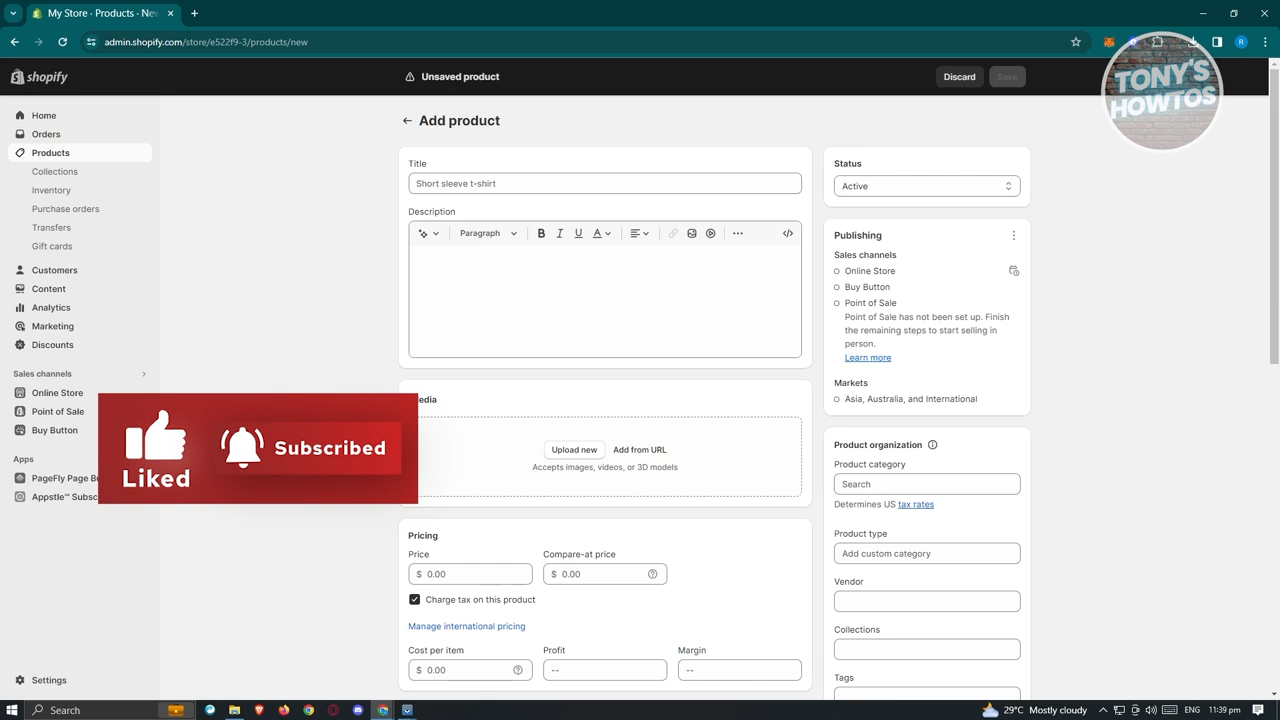 My Store · Products · Nev
admin.shopify.com/store/e522f9-3/products/new
R
shopify
Unsaved product
Discard
Save
TONY'S
HOWTOS
Home
Orders
Products
Collections
Inventory
Purchase orders
Transfers
Gift cards
Customers
Content
Analytics
Marketing
Discounts
Sales channels
Online Store
Point of Sale
Buy Button
Apps
PageFly Page B
Appstle℠ Subsc
Settings
Liked
Subscribed
Add product
Title
Short sleeve t-shirt
Description
Paragraph
B I U A
edia
Upload new
Add from URL
Accepts images, videos, or 3D models
Pricing
Price
Compare-at price
$ 0.00
$ 0.00
Charge tax on this product
Manage international pricing
Cost per item
Profit
Margin
$ 0.00
--
--
Status
Active
Publishing
Sales channels
Online Store
Buy Button
Point of Sale
Point of Sale has not been set up. Finish
the remaining steps to start selling in
person.
Learn more
Markets
Asia, Australia, and International
Product organization
Product category
Search
Determines US tax rates
Product type
Add custom category
Vendor
Collections
Tags
Search
29°C Mostly cloudy
ENG
11:39 pm